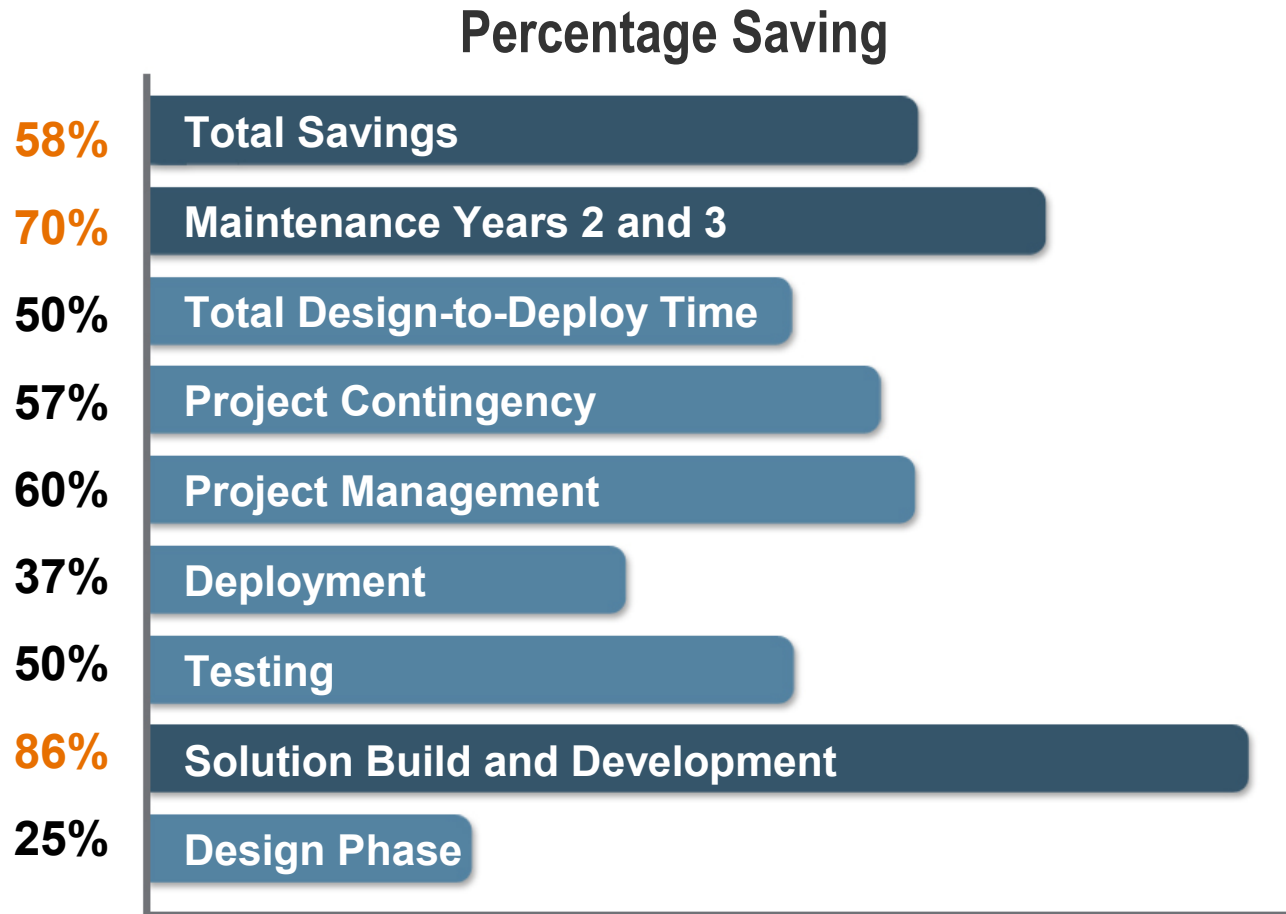 Percentage Saving
58% Total Savings
70% Maintenance Years 2 and 3
50% Total Design-to-Deploy Time
57% Project Contingency
60% Project Management
37% Deployment
50% Testing
86% Solution Build and Development
25% Design Phase